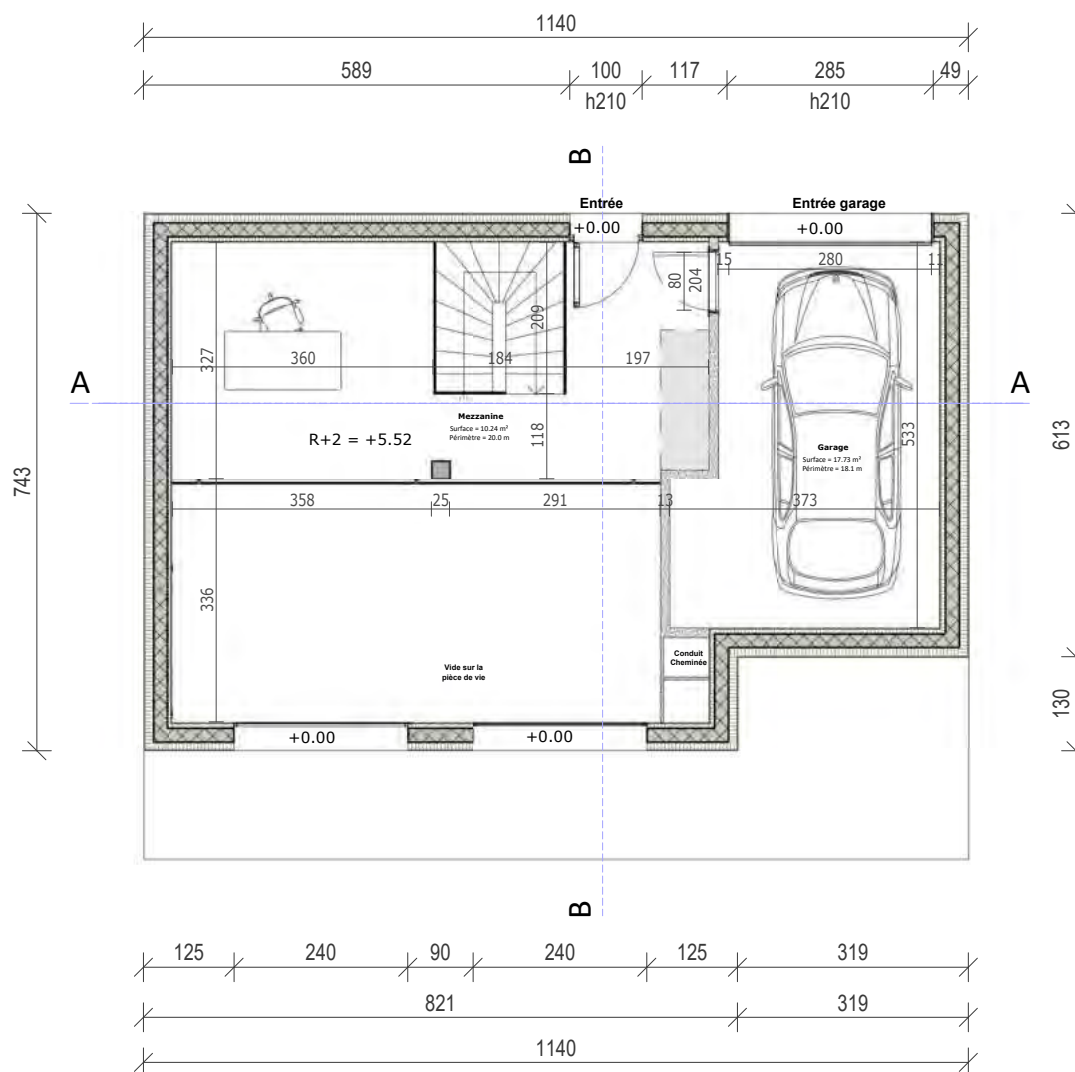 1140
589
100
117
285
49
h210
h210
B
Entrée
Entrée garage
+0.00
+0.00
15
280
11
80
204
209
327
360
184
197
A
A
Mezzanine
Surface = 10.24 m²
Périmètre = 20.0 m
118
R+2 = +5.52
533
Garage
Surface = 17.73 m²
Périmètre = 18.1 m
613
743
358
25
291
13
373
336
Vide sur la
pièce de vie
Conduit
Cheminée
130
+0.00
+0.00
B
125
240
90
240
125
319
821
319
1140